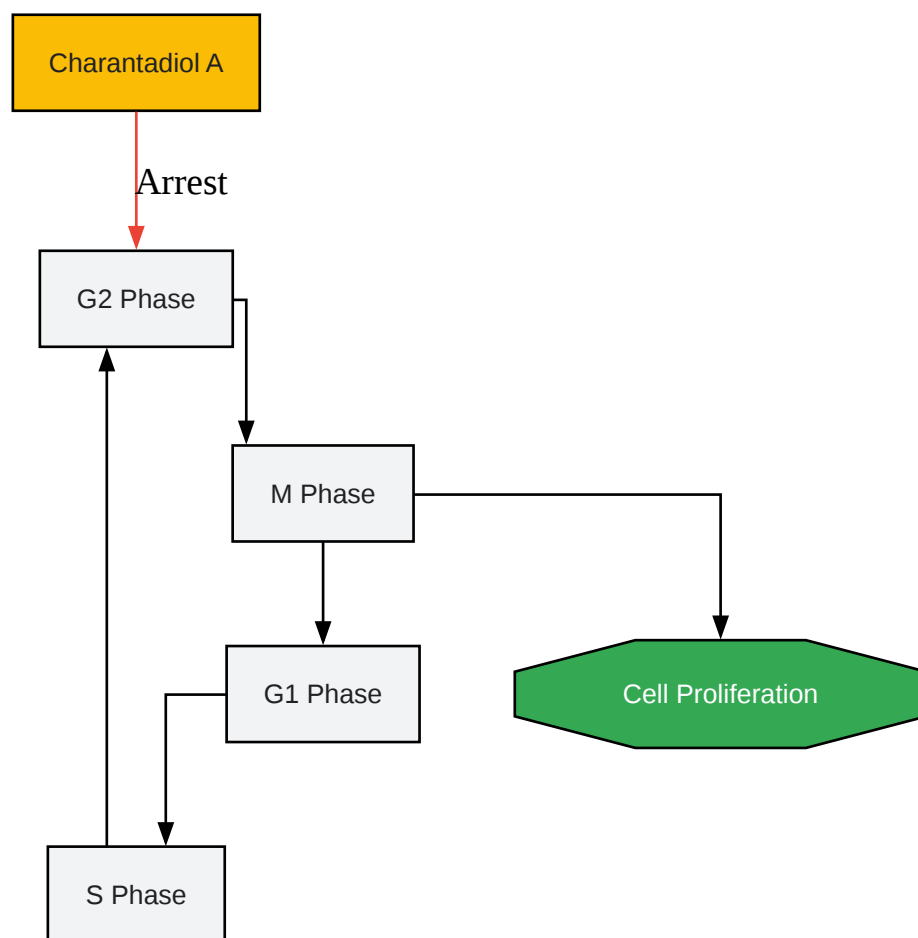 Charantadiol A
Arrest
G2 Phase
M Phase
G1 Phase
Cell Proliferation
S Phase